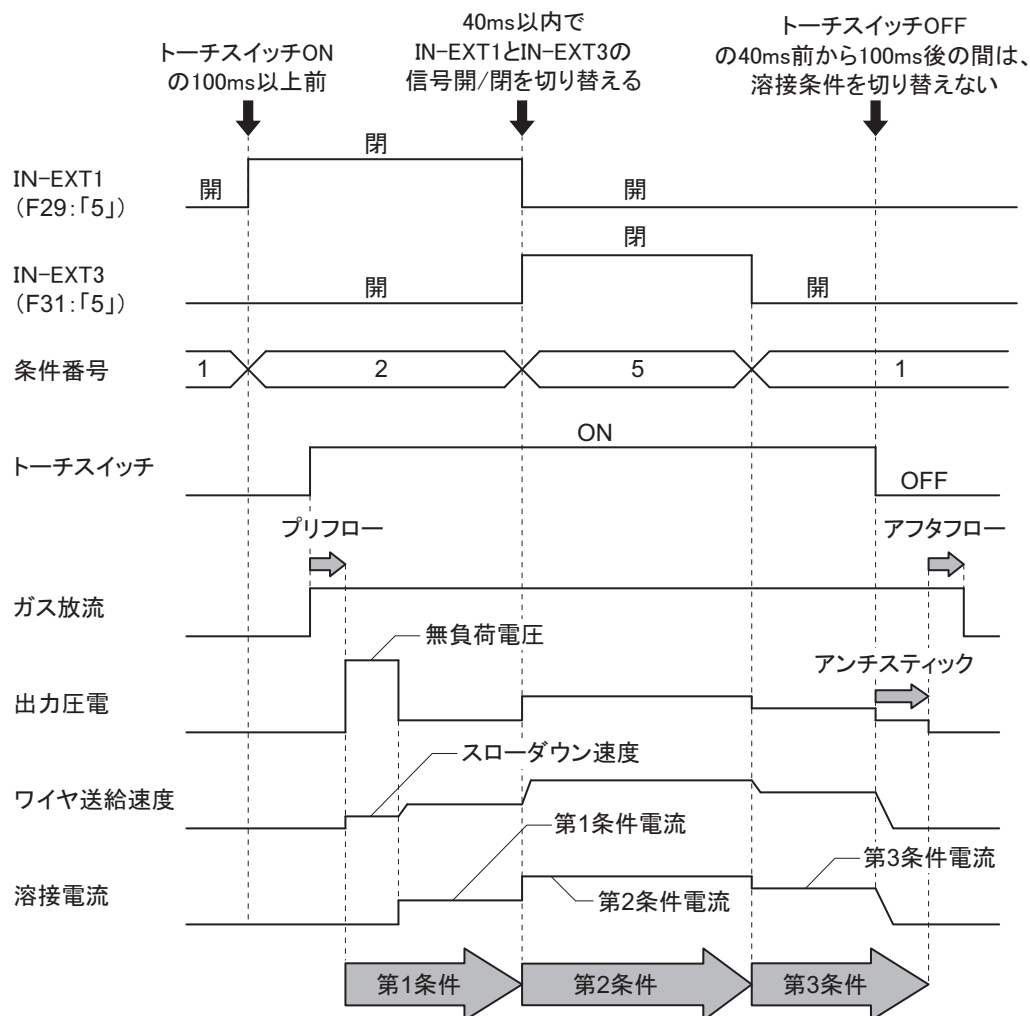 トーチスイッチON
の100ms以上前
40ms以内で
IN-EXT1とIN-EXT3の
信号開/閉を切り替える
トーチスイッチOFF
の40ms前から100ms後の間は、
溶接条件を切り替えない
IN-EXT1
(F29:「5」)
開
閉
開
IN-EXT3
(F31:「5」)
開
閉
開
条件番号
1
2
5
1
トーチスイッチ
ON
OFF
プリフロー
アフタフロー
ガス放流
無負荷電圧
アンチスティック
出力圧電
スローダウン速度
ワイヤ送給速度
第1条件電流
第3条件電流
溶接電流
第2条件電流
第1条件
第2条件
第3条件